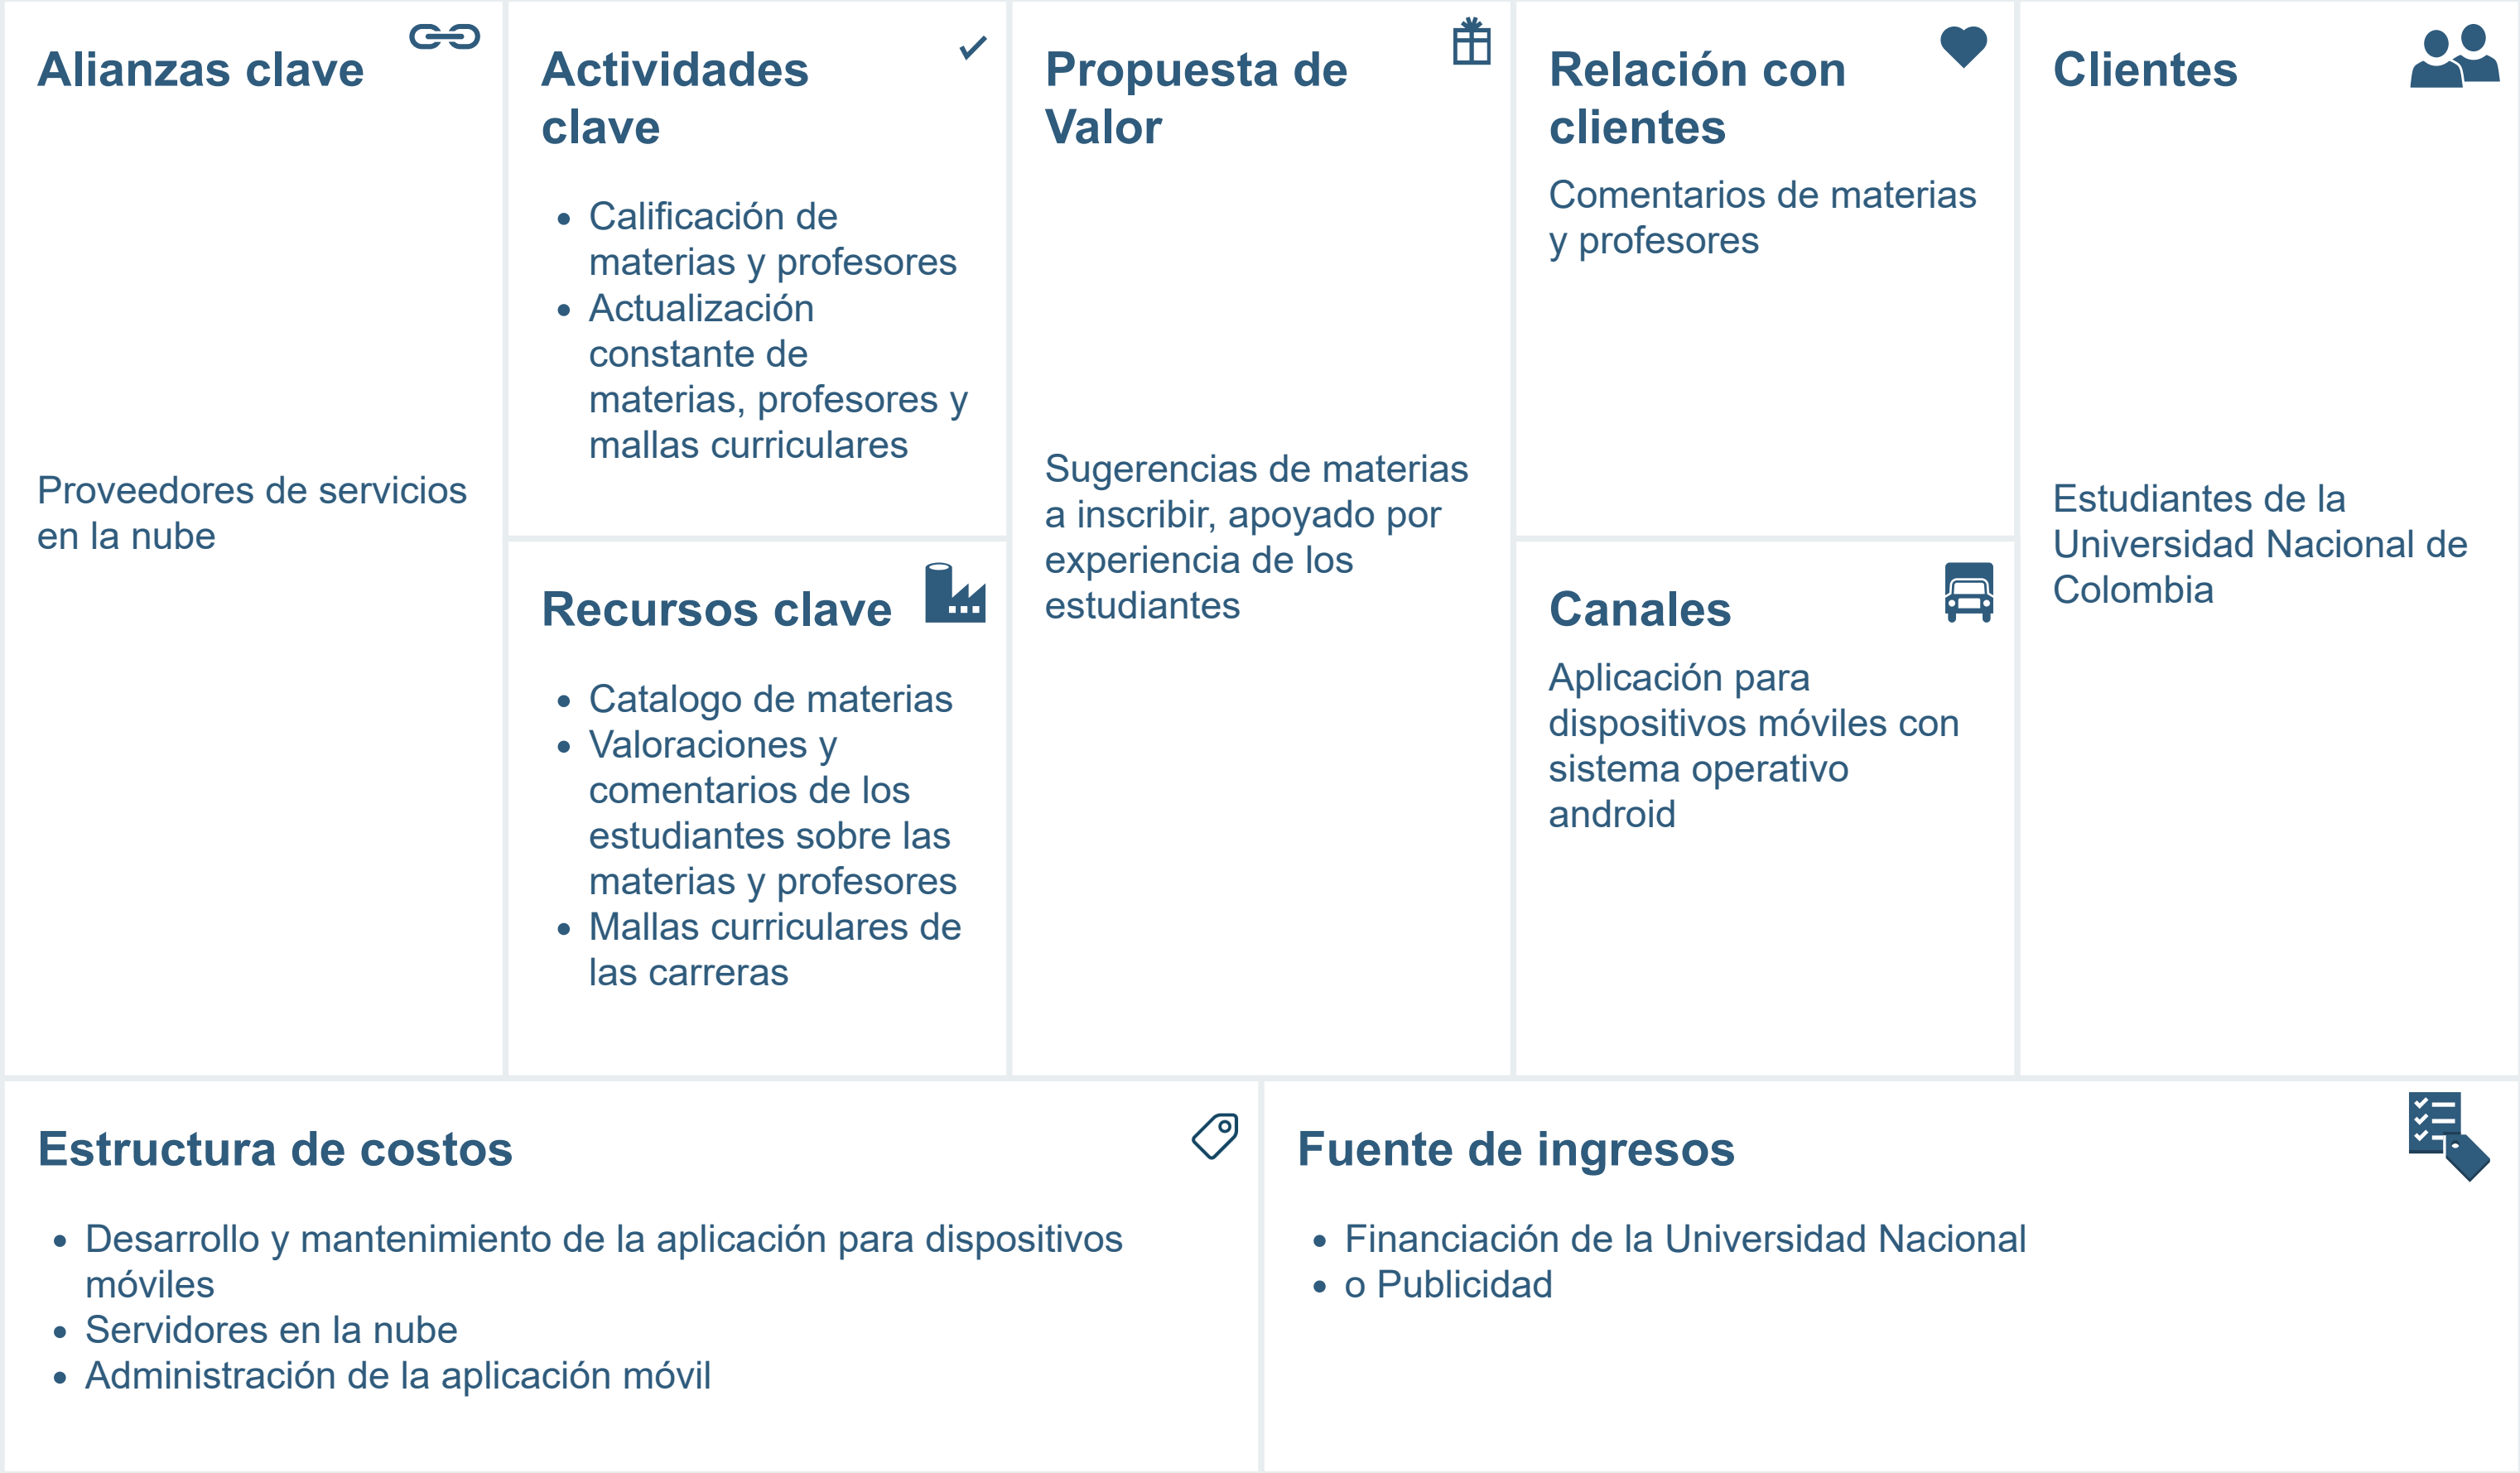 Alianzas clave
Proveedores de servicios
en la nube
Actividades
clave
Calificación de
materias y profesores
Actualización
constante de
materias, profesores y
mallas curriculares
Recursos clave
Catalogo de materias
Valoraciones y
comentarios de los
estudiantes sobre las
materias y profesores
Mallas curriculares de
las carreras
Propuesta de
Valor
Sugerencias de materias
a inscribir, apoyado por
experiencia de los
estudiantes
Relación con
clientes
Comentarios de materias
y profesores
Canales
Aplicación para
dispositivos móviles con
sistema operativo
android
Clientes
Estudiantes de la
Universidad Nacional de
Colombia
Estructura de costos
Desarrollo y mantenimiento de la aplicación para dispositivos
móviles
Servidores en la nube
Administración de la aplicación móvil
Fuente de ingresos
Financiación de la Universidad Nacional
o Publicidad